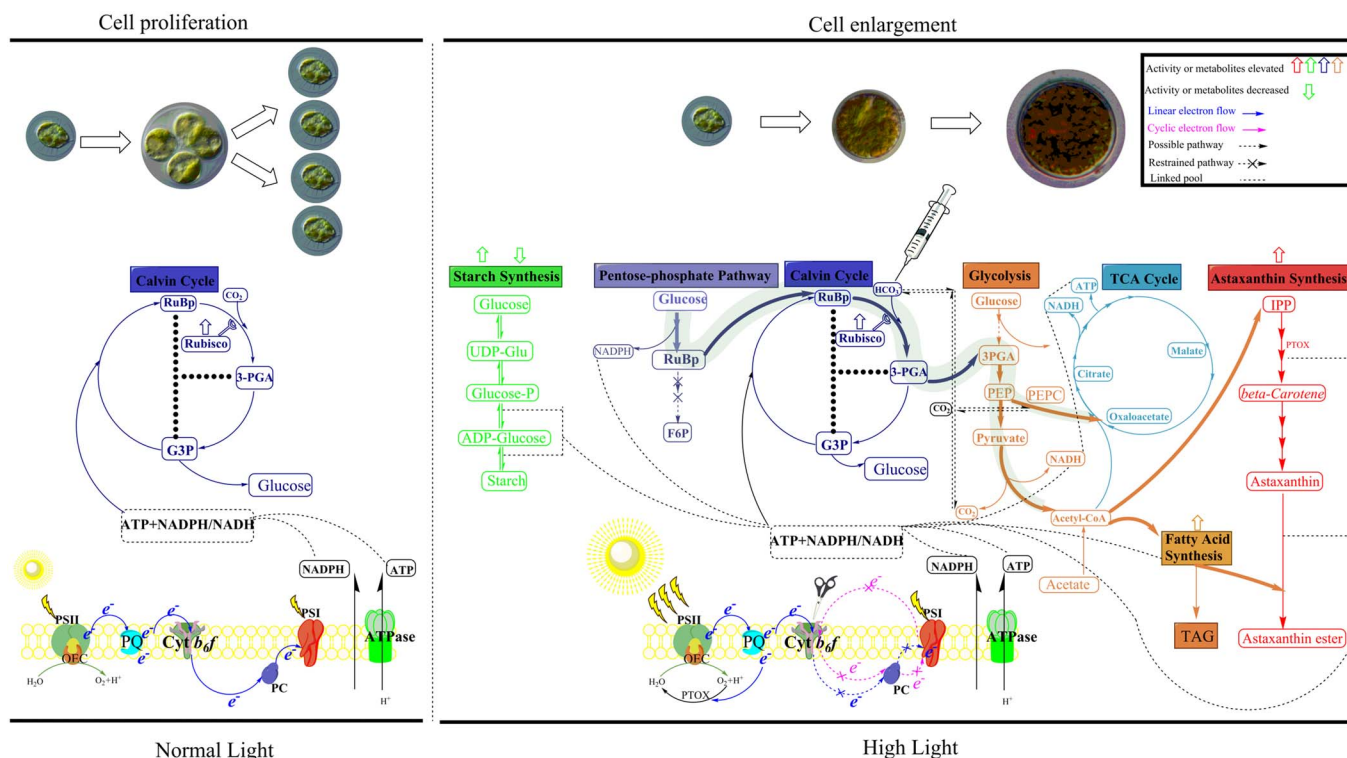 Cell proliferation
Cell enlargement
Activity or metabolites elevated
Activity or metabolites decreased
Linear electron flow
Cyclic electron flow
Possible pathway
Restrained pathway
Linked pool
Calvin Cycle
RuBp
CO2
Rubisco
3-PGA
G3P
Glucose
ATP+NADPH/NADH
NADPH
ATP
PSII
e-
e-
e-
e-
PQ
Cyt b6f
OEC
H2O
O2+H+
e-
PC
e-
PSI
ATPase
H+
Normal Light
Starch Synthesis
Glucose
UDP-Glu
Glucose-P
ADP-Glucose
Starch
Pentose-phosphate Pathway
Glucose
NADPH
RuBp
F6P
Calvin Cycle
RuBp
HCO3
Rubisco
3-PGA
G3P
Glucose
CO2
CO2
Glycolysis
Glucose
3PGA
PEP
PEPC
Pyruvate
NADH
Acetyl-CoA
Acetate
TCA Cycle
ATP
NADH
Malate
Citrate
Oxaloacetate
Astaxanthin Synthesis
IPP
PTOX
beta-Carotene
Astaxanthin
Astaxanthin ester
Fatty Acid
Synthesis
TAG
ATP+NADPH/NADH
NADPH
ATP
PSII
e-
e-
e-
e-
PQ
Cyt b6f
OEC
H2O
O2+H+
PTOX
e-
e-
PC
e-
e-
PSI
ATPase
H+
High Light